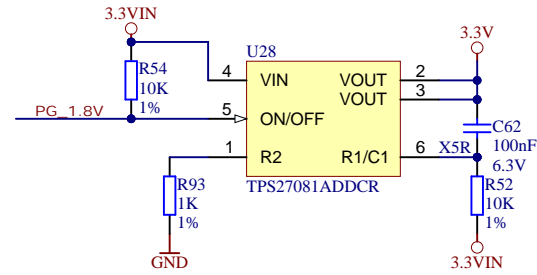 3.3VIN
3.3V
U28
R54
10K
1%
4
VIN
VOUT
2
VOUT
3
PG_1.8V
5
ON/OFF
C62
100nF
6.3V
1
R2
R1/C1
6
X5R
TPS27081ADDCR
R93
1K
1%
R52
10K
1%
GND
3.3VIN